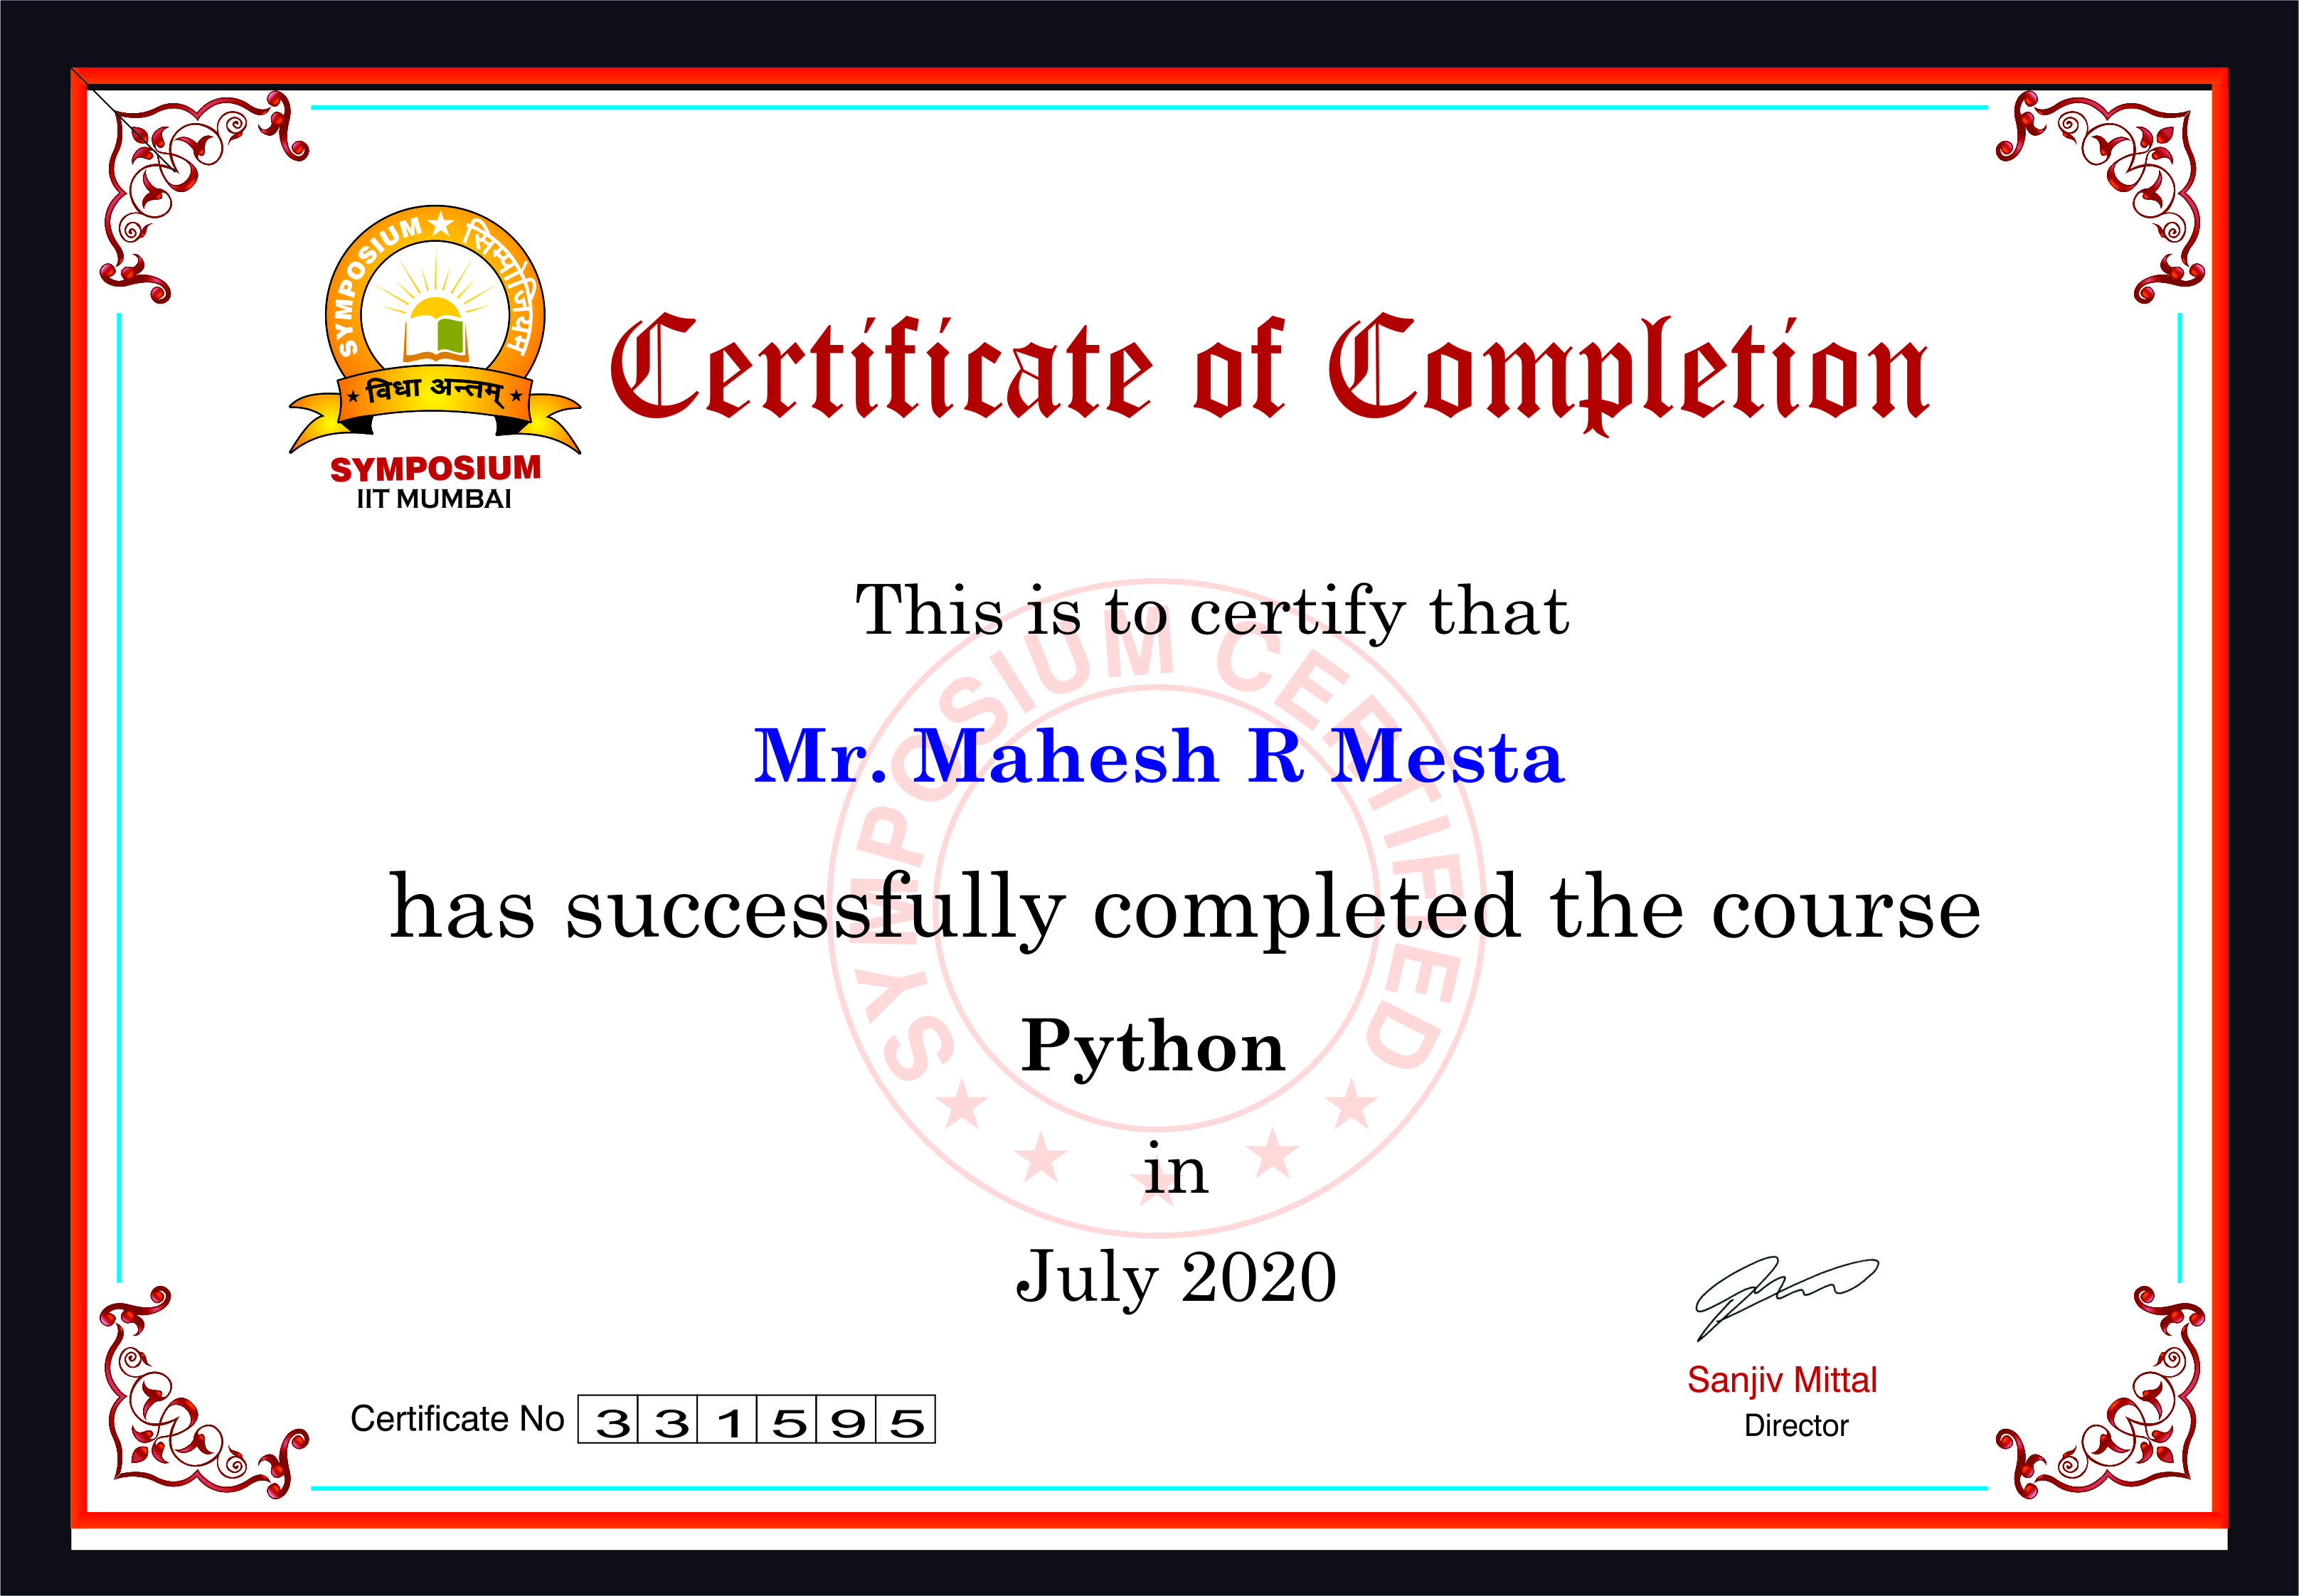 SYMPOSIUM ★ सिम्पोजियम
★ विधा अन्तम् ★
SYMPOSIUM
IIT MUMBAI
Certificate of Completion
This is to certify that
SYMPOSIUM CERTIFIED
Mr. Mahesh R Mesta
has successfully completed the course
Python
in
July 2020
Sanjiv Mittal
Director
Certificate No 331595